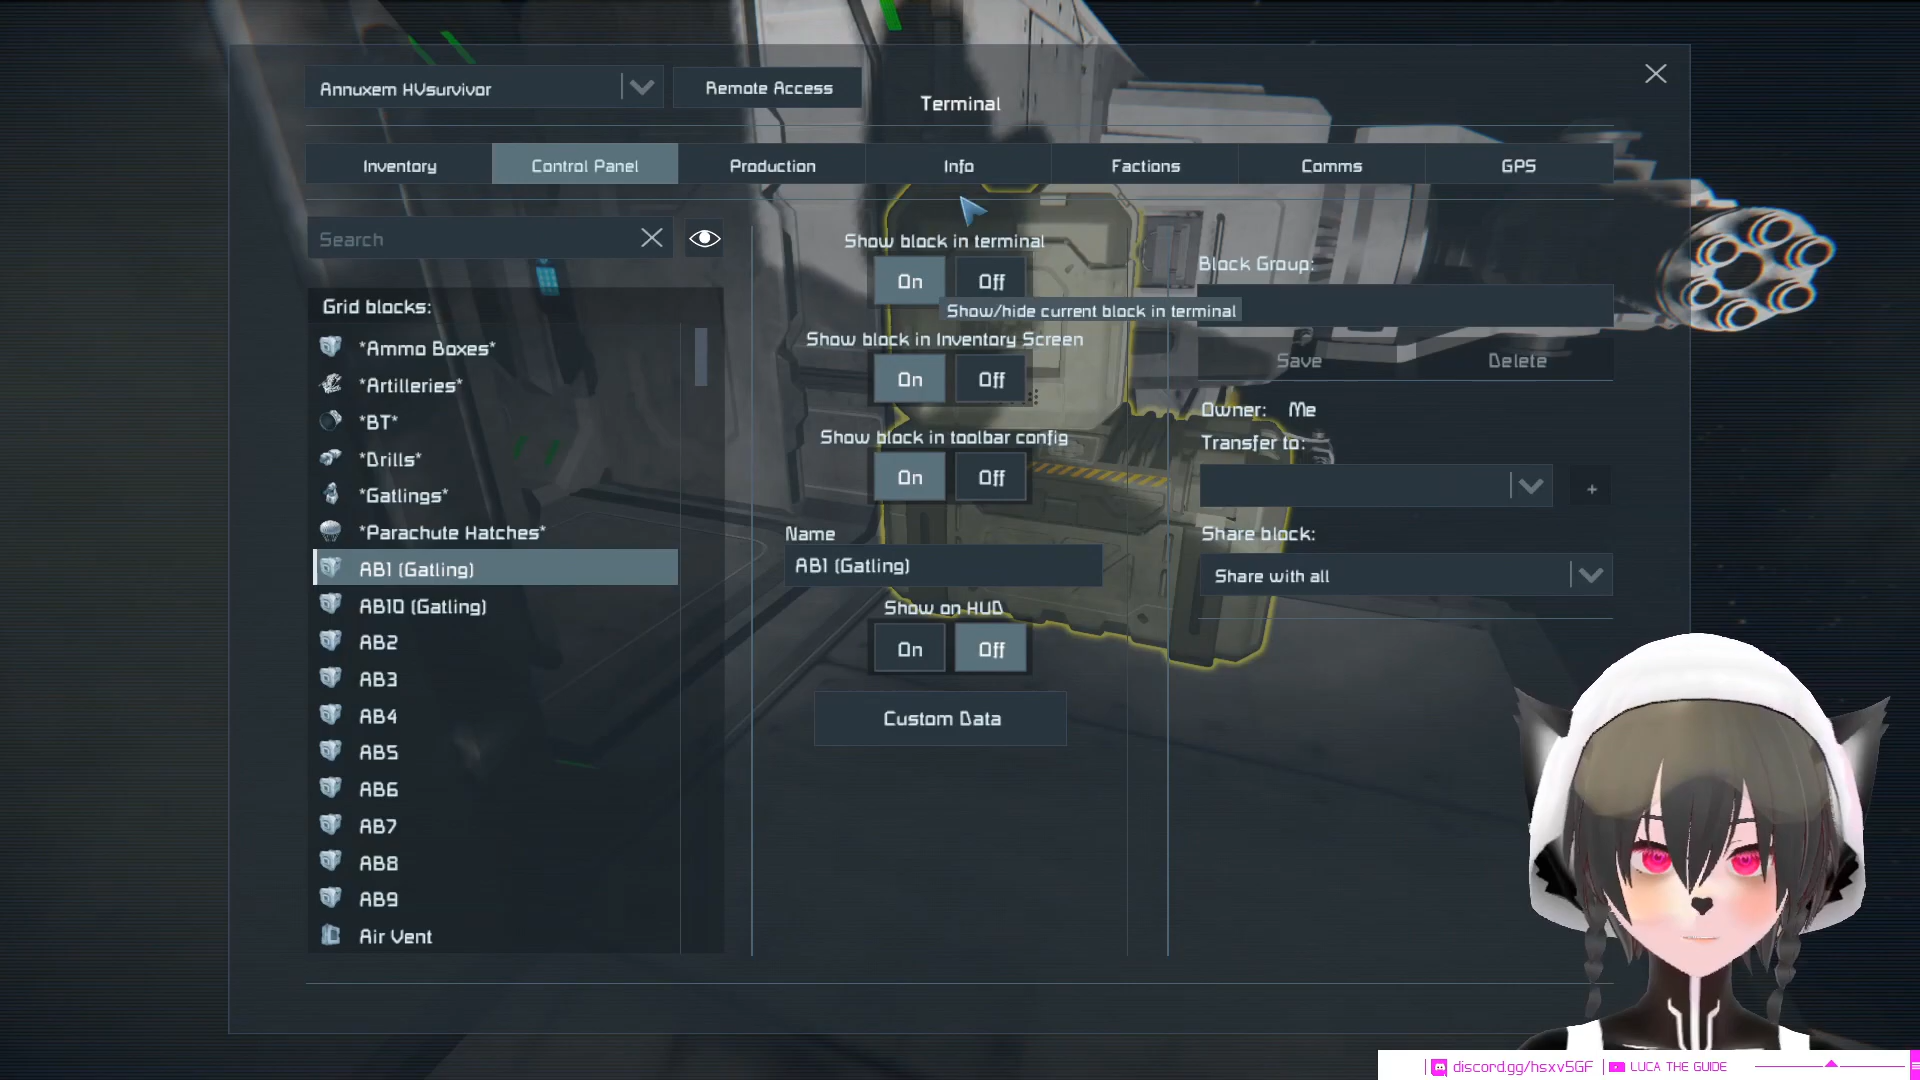 Annuxem HVsurvivor
Remote Access
Terminal
Inventory
Control Panel
Production
Info
Factions
Comms
GPS
Search
Grid blocks:
*Ammo Boxes*
*Artilleries*
*BT*
*Drills*
*Gatlings*
*Parachute Hatches*
AB1 (Gatling)
AB10 (Gatling)
AB2
AB3
AB4
AB5
AB6
AB7
AB8
AB9
Air Vent
Show block in terminal
On Off
Show/hide current block in terminal
Show block in Inventory Screen
On Off
Show block in toolbar config
On Off
Name
AB1 (Gatling)
Show on HUD
On Off
Custom Data
Block Group:
Save Delete
Owner: Me
Transfer to:
+
Share block:
Share with all
discord.gg/hsxv5GF
LUCA THE GUIDE